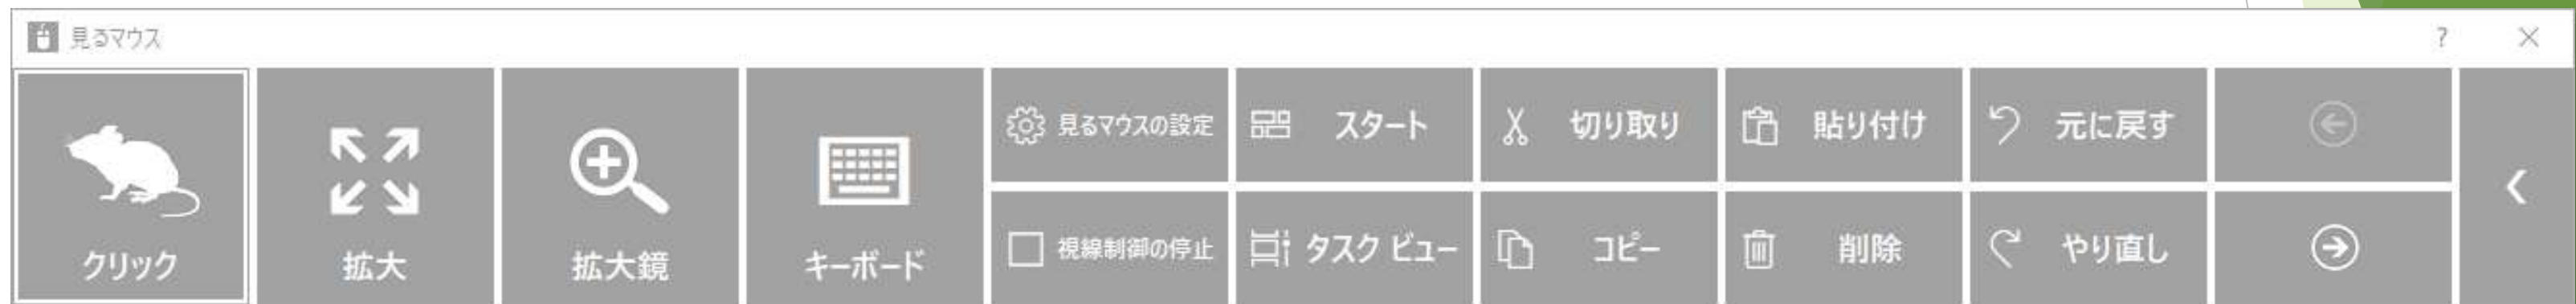 見るマウス ?
クリック
拡大
拡大鏡
キーボード
見るマウスの設定
視線制御の停止
スタート
タスク ビュー
切り取り
コピー
貼り付け
削除
元に戻す
やり直し